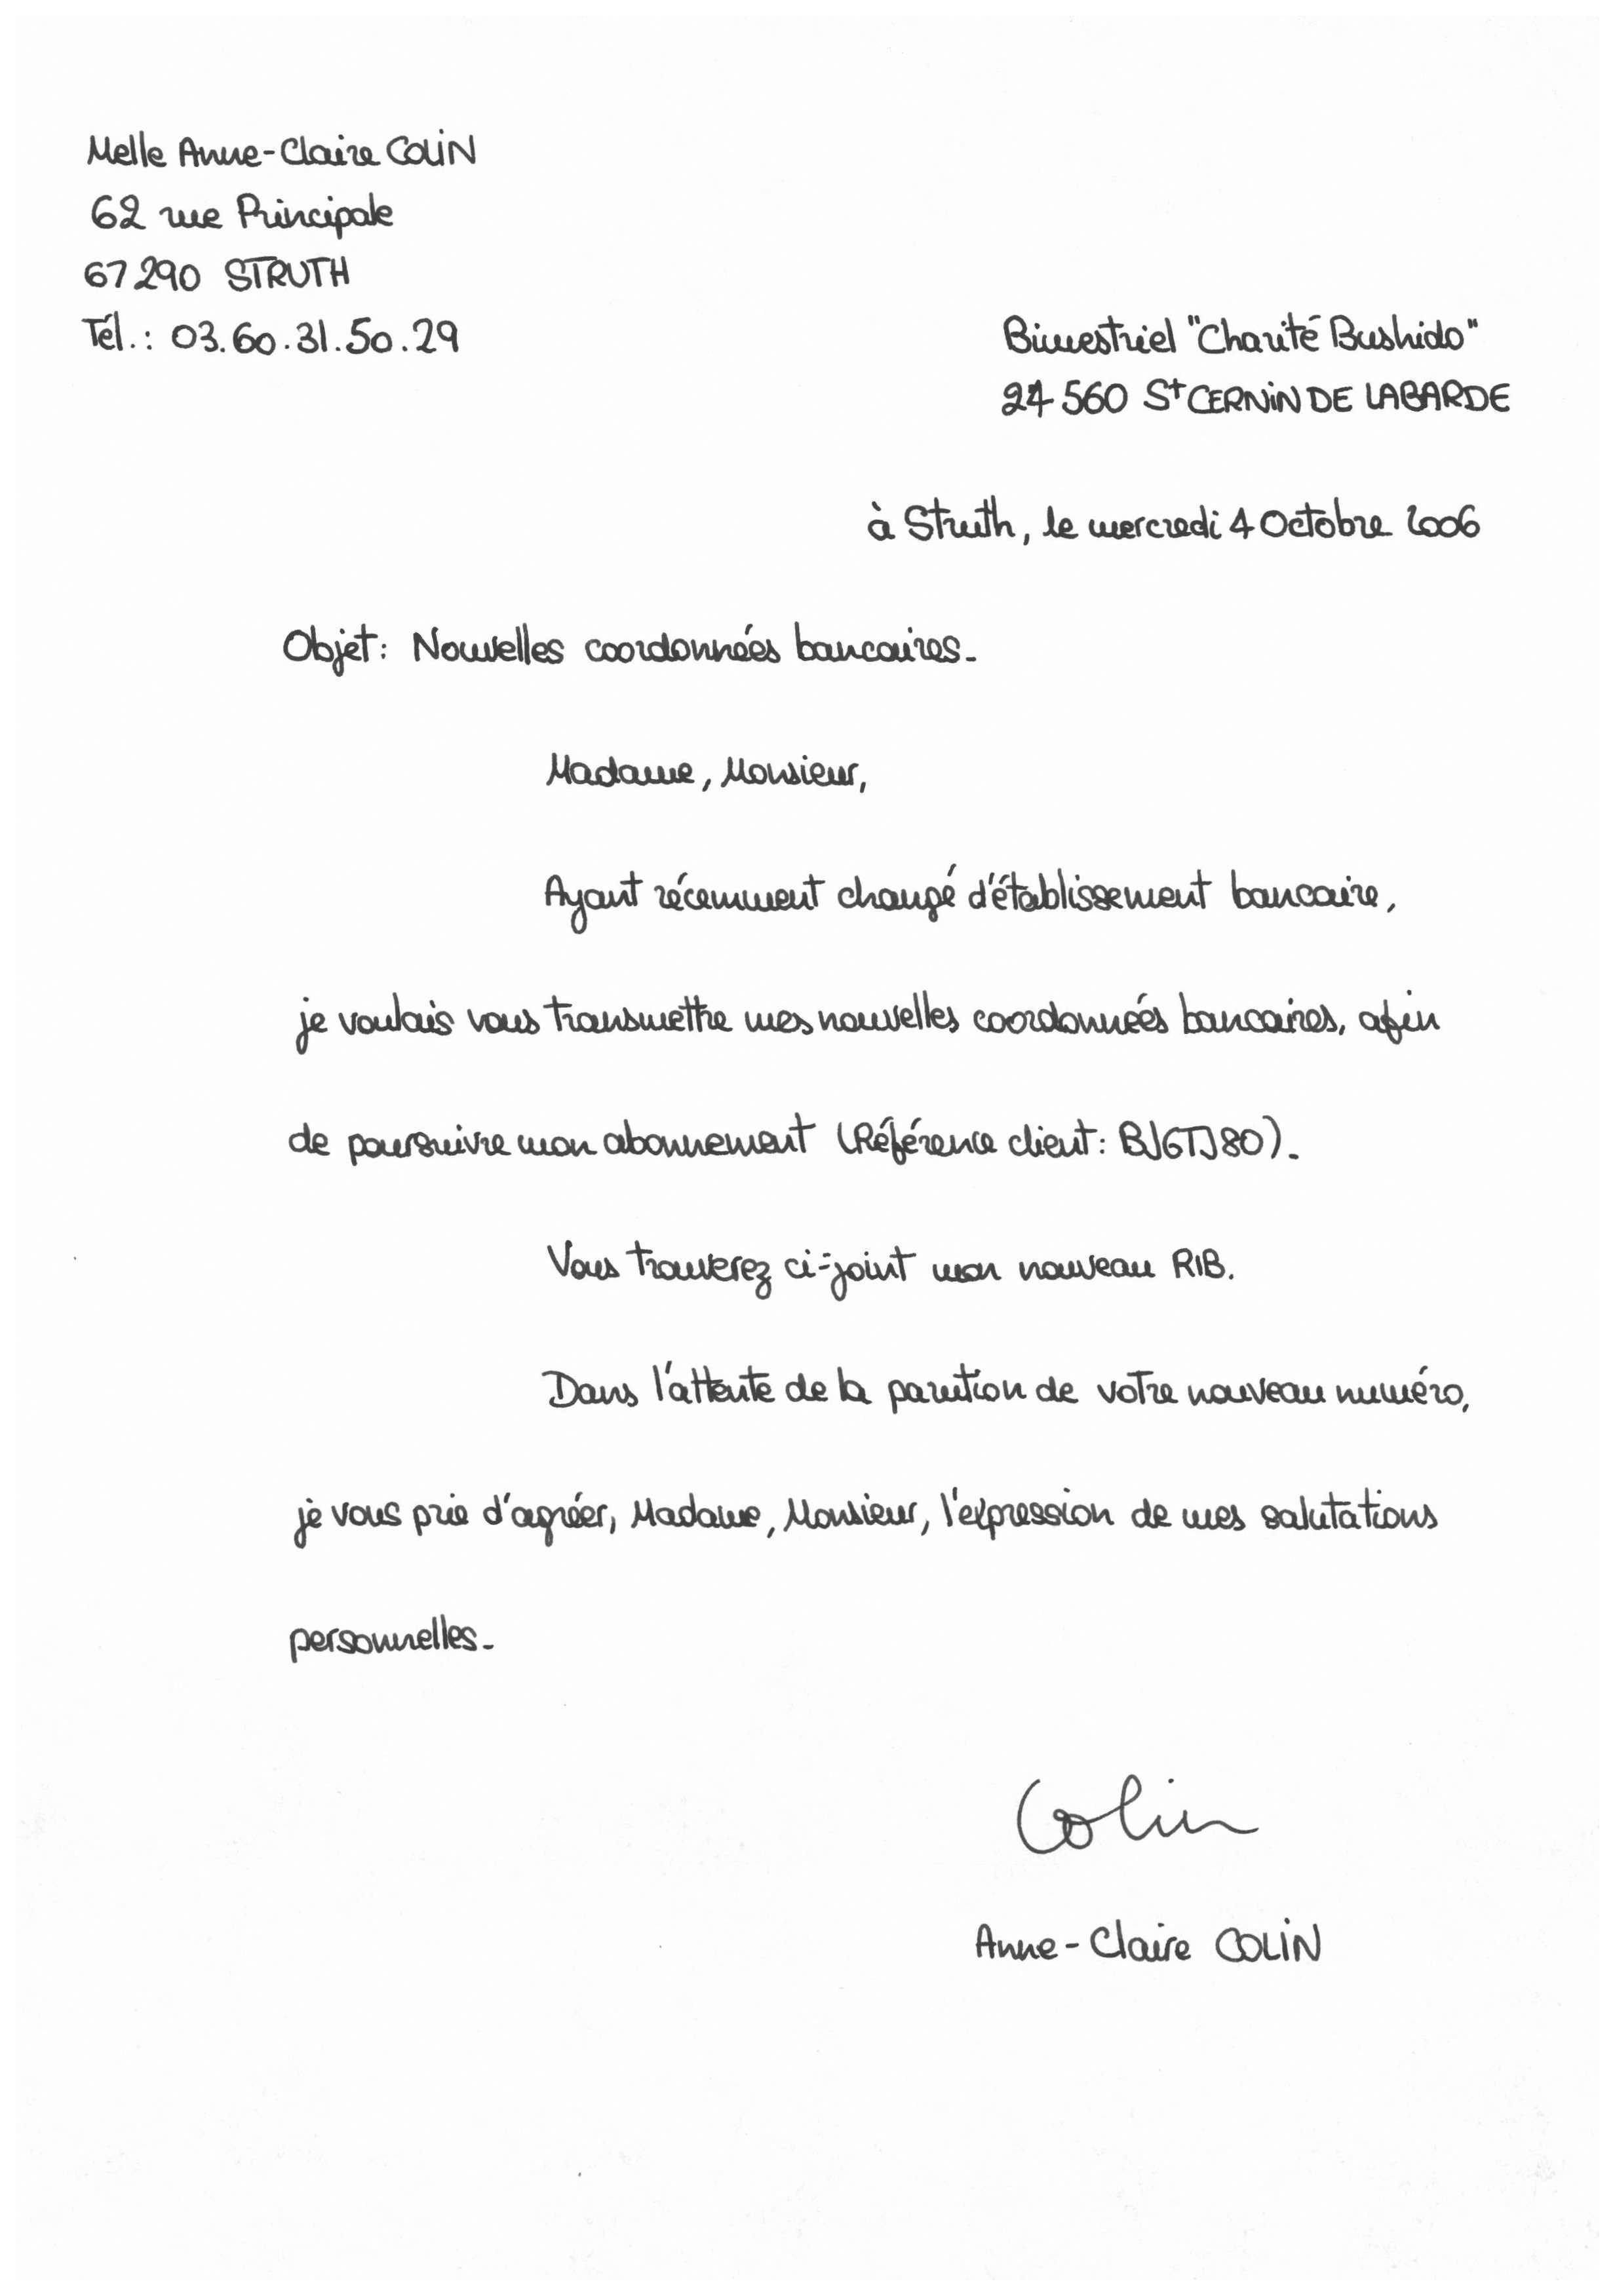 Melle Anne-Claire COLIN
62 rue Principale
67290 STRUTH
Tél.: 03.60.31.50.29
Bimestriel "Charité Bushido"
24 560 St CERNIN DE LABARDE
à Struth, le mercredi 4 Octobre 2006
Objet: Nouvelles coordonnées bancaires.
Madame, Monsieur,
Ayant récemment changé d'établissement bancaire,
je voulais vous transmettre mes nouvelles coordonnées bancaires, afin
de poursuivre mon abonnement (Référence client: BJGTJ80).
Vous trouverez ci-joint mon nouveau RIB.
Dans l'attente de la parution de votre nouveau numéro,
je vous prie d'agréer, Madame, Monsieur, l'expression de mes salutations
personnelles.
Colin
Anne-Claire COLIN